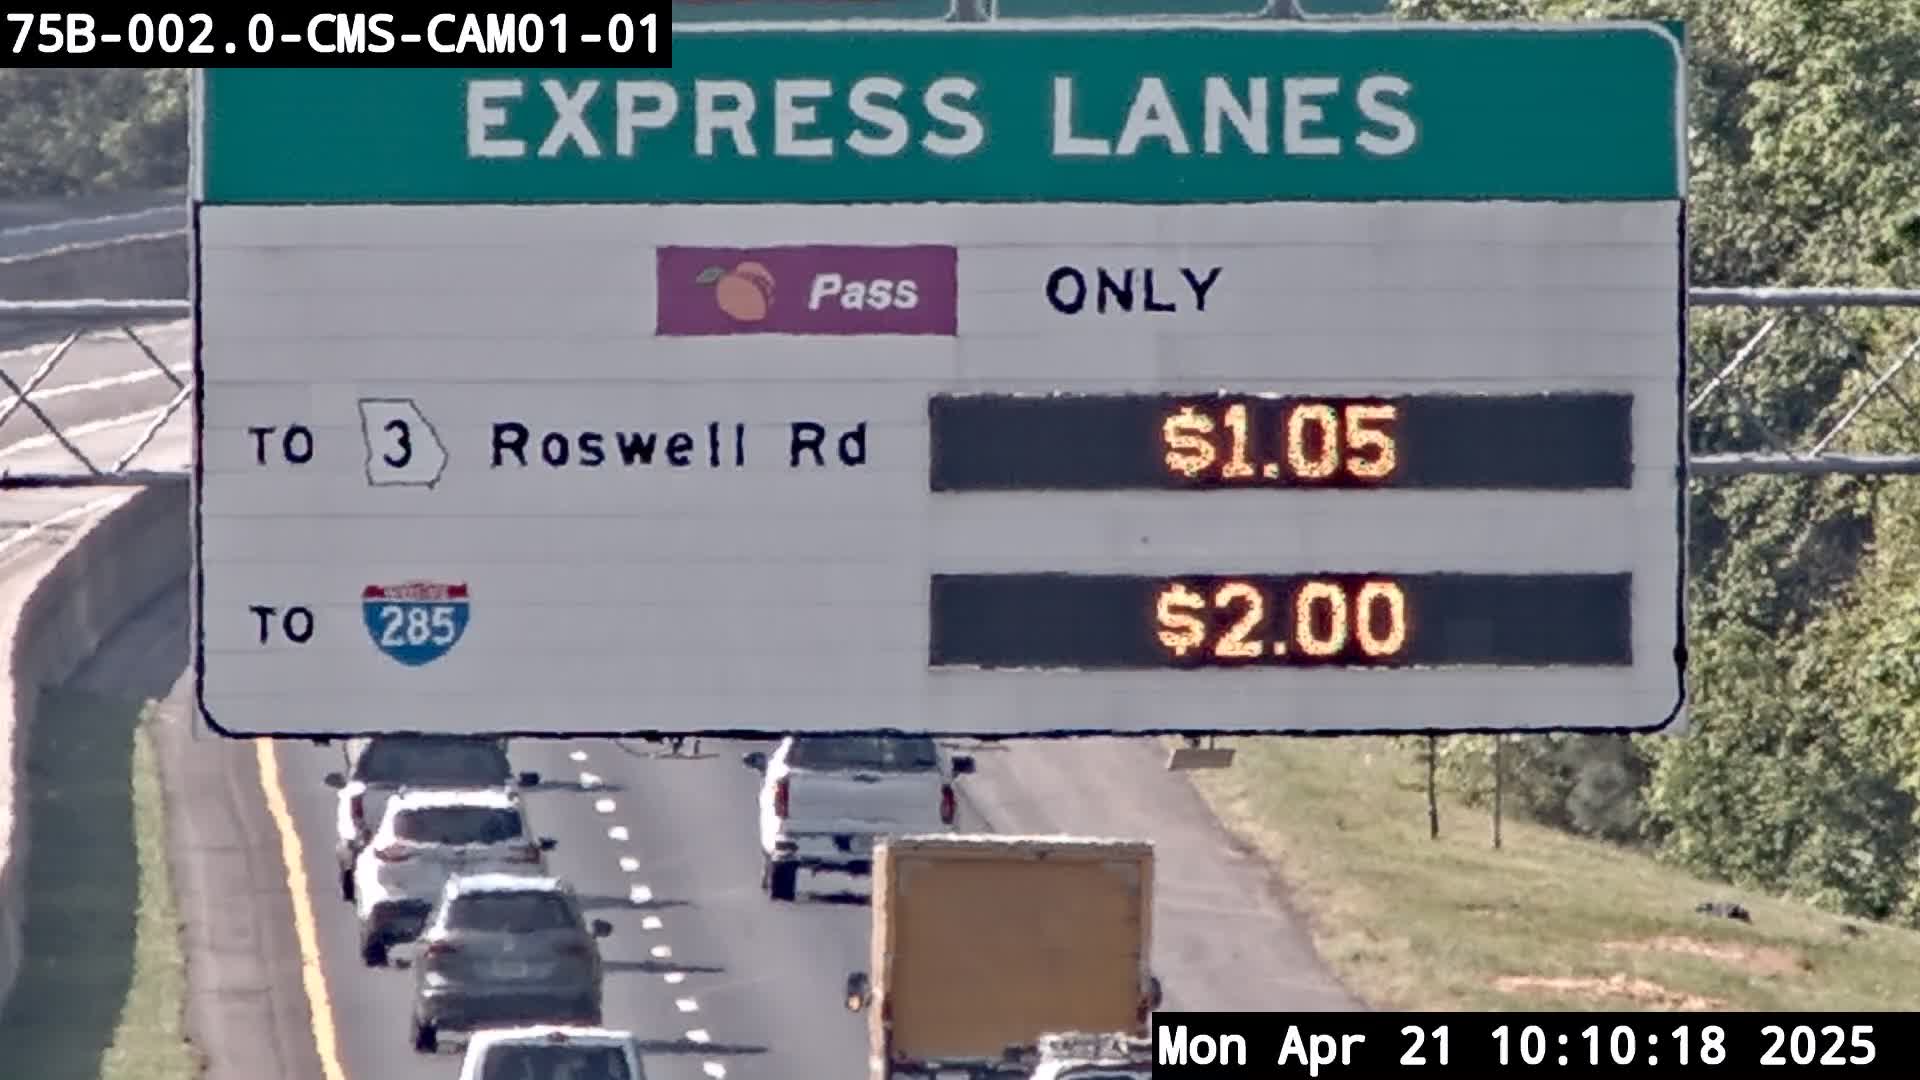 75B-002.0-CMS-CAM01-01
EXPRESS LANES
Pass ONLY
TO 3 Roswell Rd $1.05
TO 285 $2.00
Mon Apr 21 10:10:18 2025